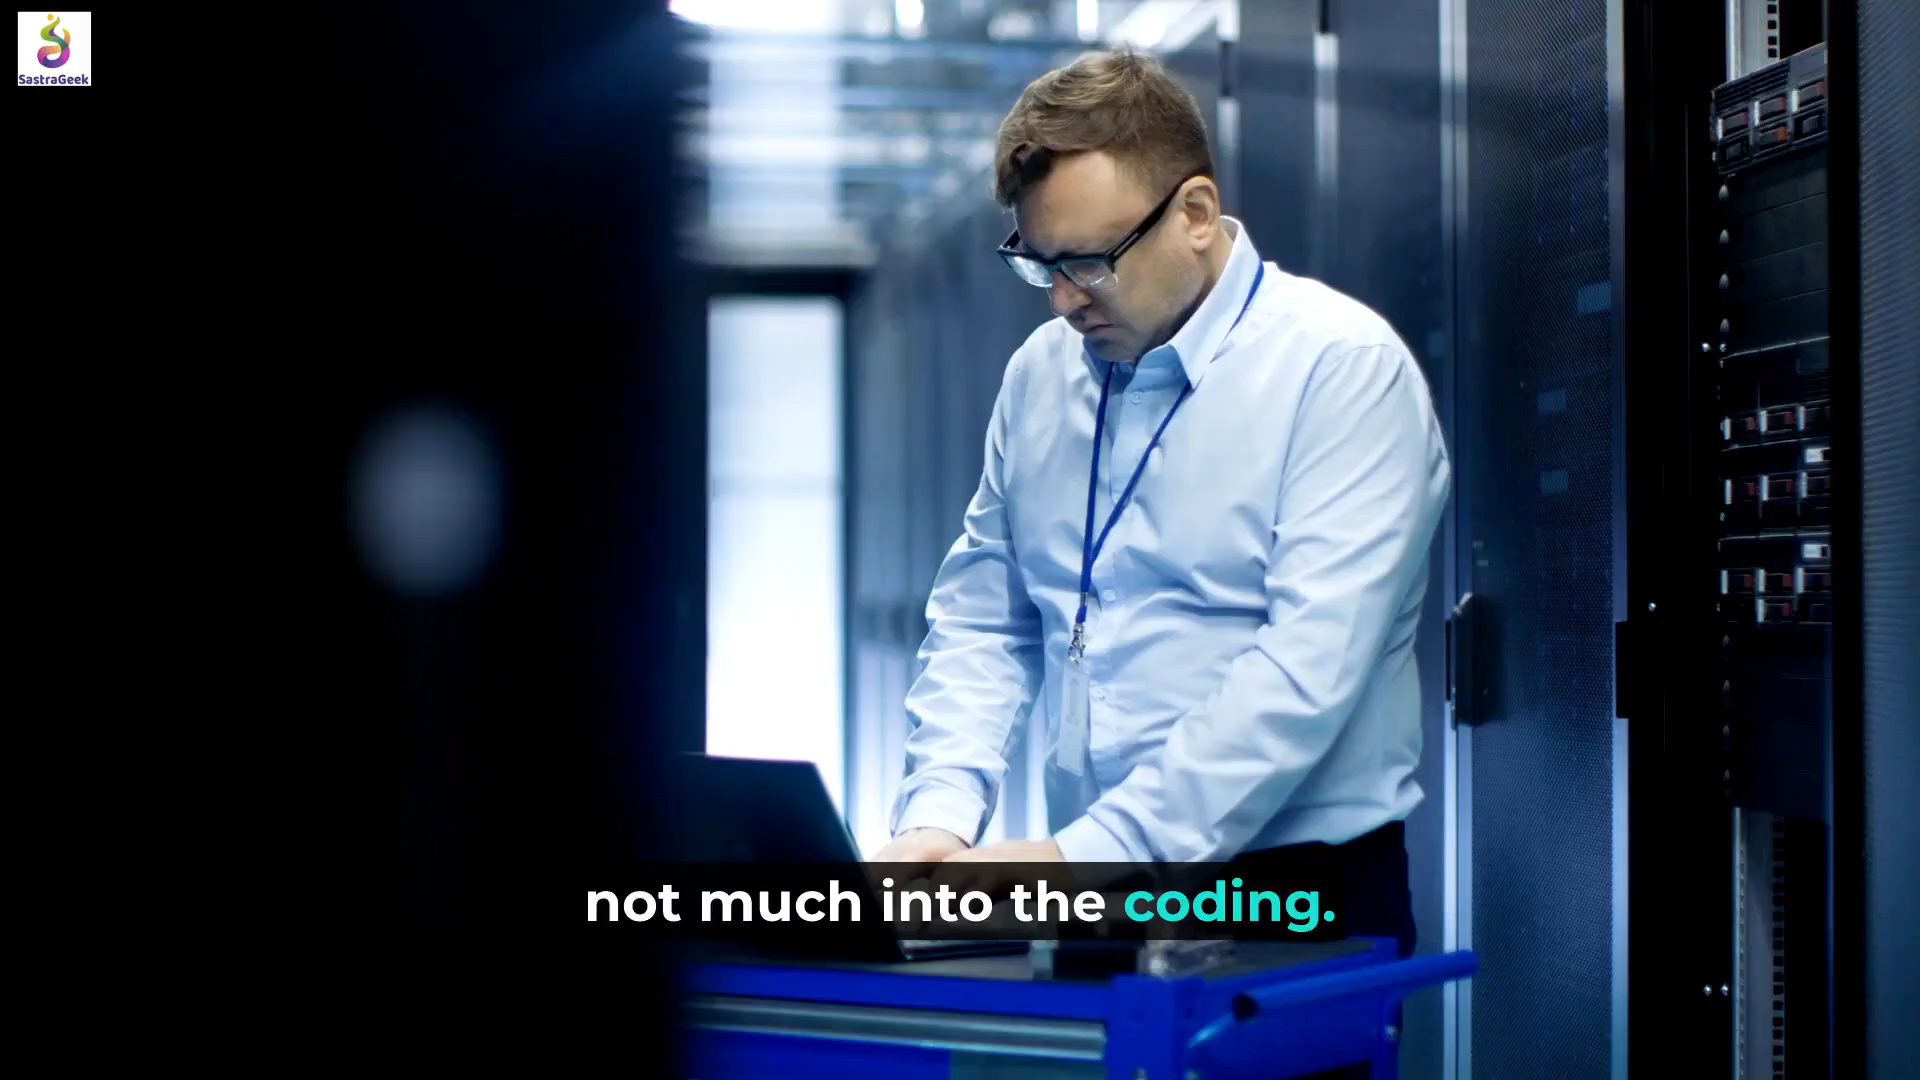 SastraGeek
not much into the coding.